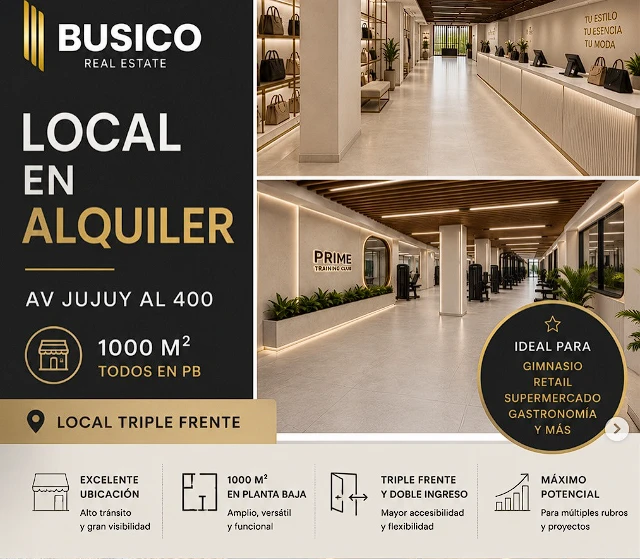 BUSICO
REAL ESTATE
LOCAL
EN
ALQUILER
AV JUJUY AL 400
1000 M²
TODOS EN PB
LOCAL TRIPLE FRENTE
TU ESTILO
TU ESENCIA
TU MODA
PRIME
TRAINING CLUB
IDEAL PARA
GIMNASIO
RETAIL
SUPERMERCADO
GASTRONOMÍA
Y MÁS
EXCELENTE
UBICACIÓN
Alto tránsito
y gran visibilidad
1000 M²
EN PLANTA BAJA
Amplio, versátil
y funcional
TRIPLE FRENTE
Y DOBLE INGRESO
Mayor accesibilidad
y flexibilidad
MÁXIMO
POTENCIAL
Para múltiples rubros
y proyectos